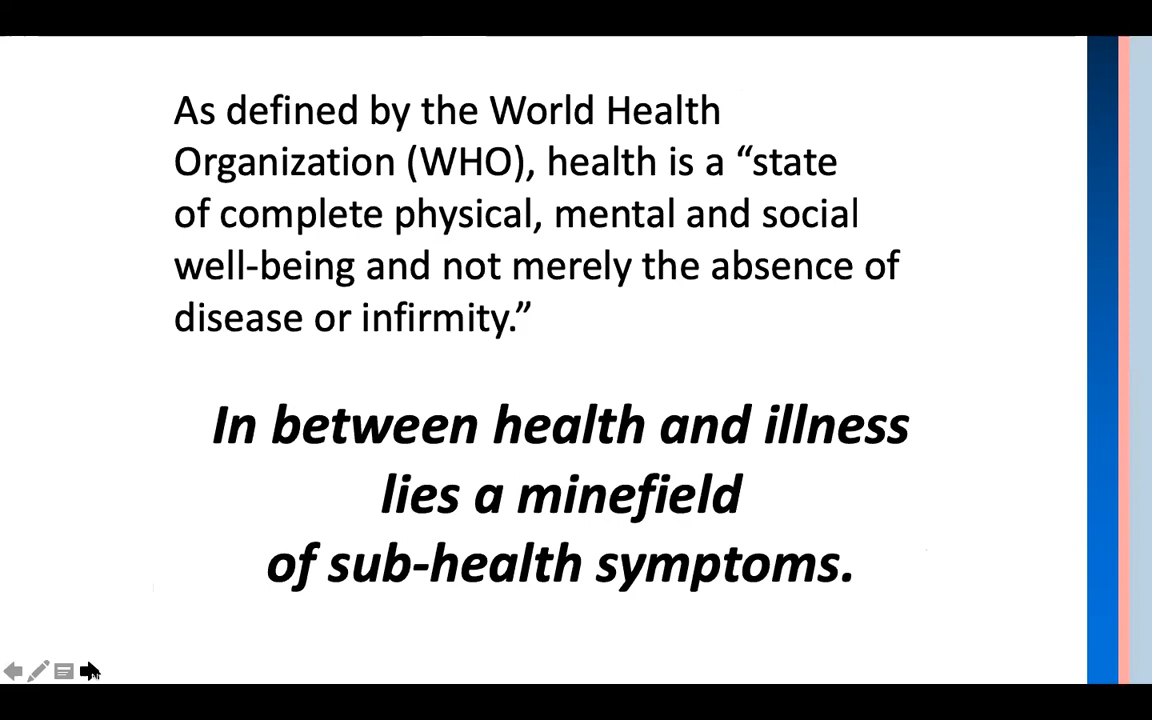 As defined by the World Health
Organization (WHO), health is a “state
of complete physical, mental and social
well-being and not merely the absence of
disease or infirmity.”
In between health and illness
lies a minefield
of sub-health symptoms.